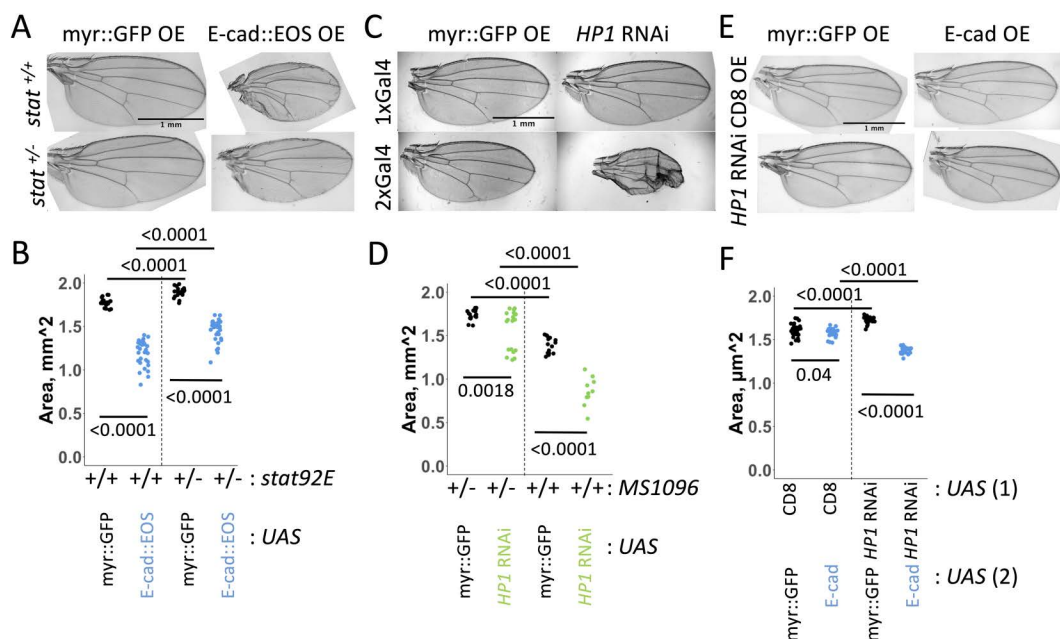 A
myr::GFP OE
E-cad::EOS OE
stat +/+
1 mm
stat +/-
C
myr::GFP OE
HP1 RNAi
1xGal4
1 mm
2xGal4
E
myr::GFP OE
E-cad OE
CD8 OE
1 mm
HP1 RNAi
B
<0.0001
<0.0001
2.0
1.5
1.0
0.5
0.0
Area, mm^2
<0.0001
<0.0001
+/+
+/+
+/-
+/-
: stat92E
myr::GFP
E-cad::EOS
myr::GFP
E-cad::EOS
: UAS
D
<0.0001
<0.0001
2.0
1.5
1.0
0.5
0.0
Area, mm^2
0.0018
<0.0001
+/-
+/-
+/+
+/+
: MS1096
myr::GFP
HP1 RNAi
myr::GFP
HP1 RNAi
: UAS
F
<0.0001
<0.0001
2.0
1.5
1.0
0.5
0.0
Area, µm^2
0.04
<0.0001
CD8
CD8
HP1 RNAi
HP1 RNAi
: UAS (1)
myr::GFP
E-cad
myr::GFP
E-cad
: UAS (2)